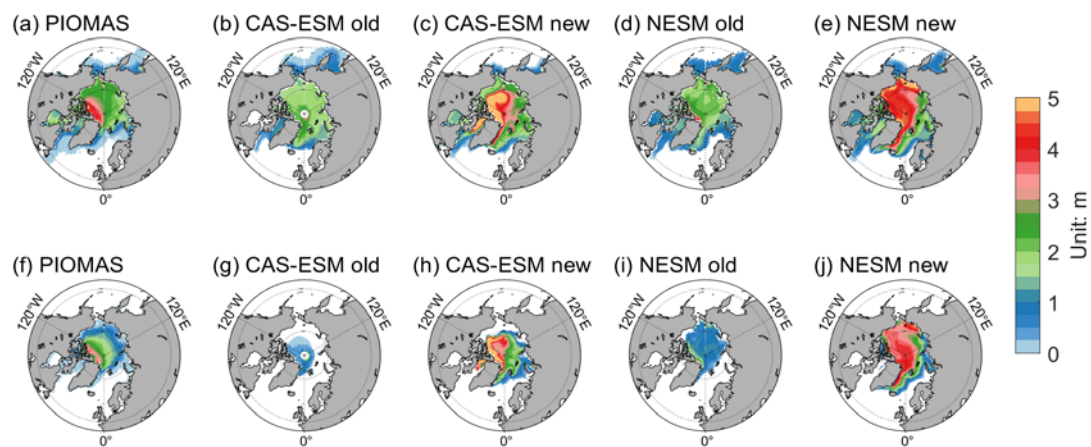 (a) PIOMAS
(b) CAS-ESM old
(c) CAS-ESM new
(d) NESM old
(e) NESM new
120°W
120°E
0°
120°W
120°E
0°
120°W
120°E
0°
120°W
120°E
0°
120°W
120°E
0°
5
4
3
2
1
0
Unit: m
(f) PIOMAS
(g) CAS-ESM old
(h) CAS-ESM new
(i) NESM old
(j) NESM new
120°W
120°E
0°
120°W
120°E
0°
120°W
120°E
0°
120°W
120°E
0°
120°W
120°E
0°